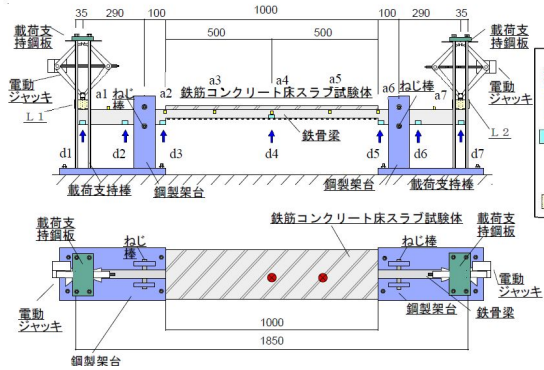 1000
35
290
100
500
500
100
290
35
載荷支
持鋼板
載荷支
持鋼板
電動
ジャッキ
電動
ジャッキ
a1
ねじ
棒
a2
a3
a4
a5
a6
ねじ棒
a7
鉄筋コンクリート床スラブ試験体
L1
L2
鉄骨梁
d1
d2
d3
d4
d5
d6
d7
載荷支持棒
鋼製架台
鋼製架台
載荷支持棒
鉄筋コンクリート床スラブ試験体
載荷支
持鋼板
ねじ
棒
ねじ棒
載荷支
持鋼板
電動
ジャッキ
電動
ジャッキ
鋼製架台
鉄骨梁
1000
1850
鋼製架台